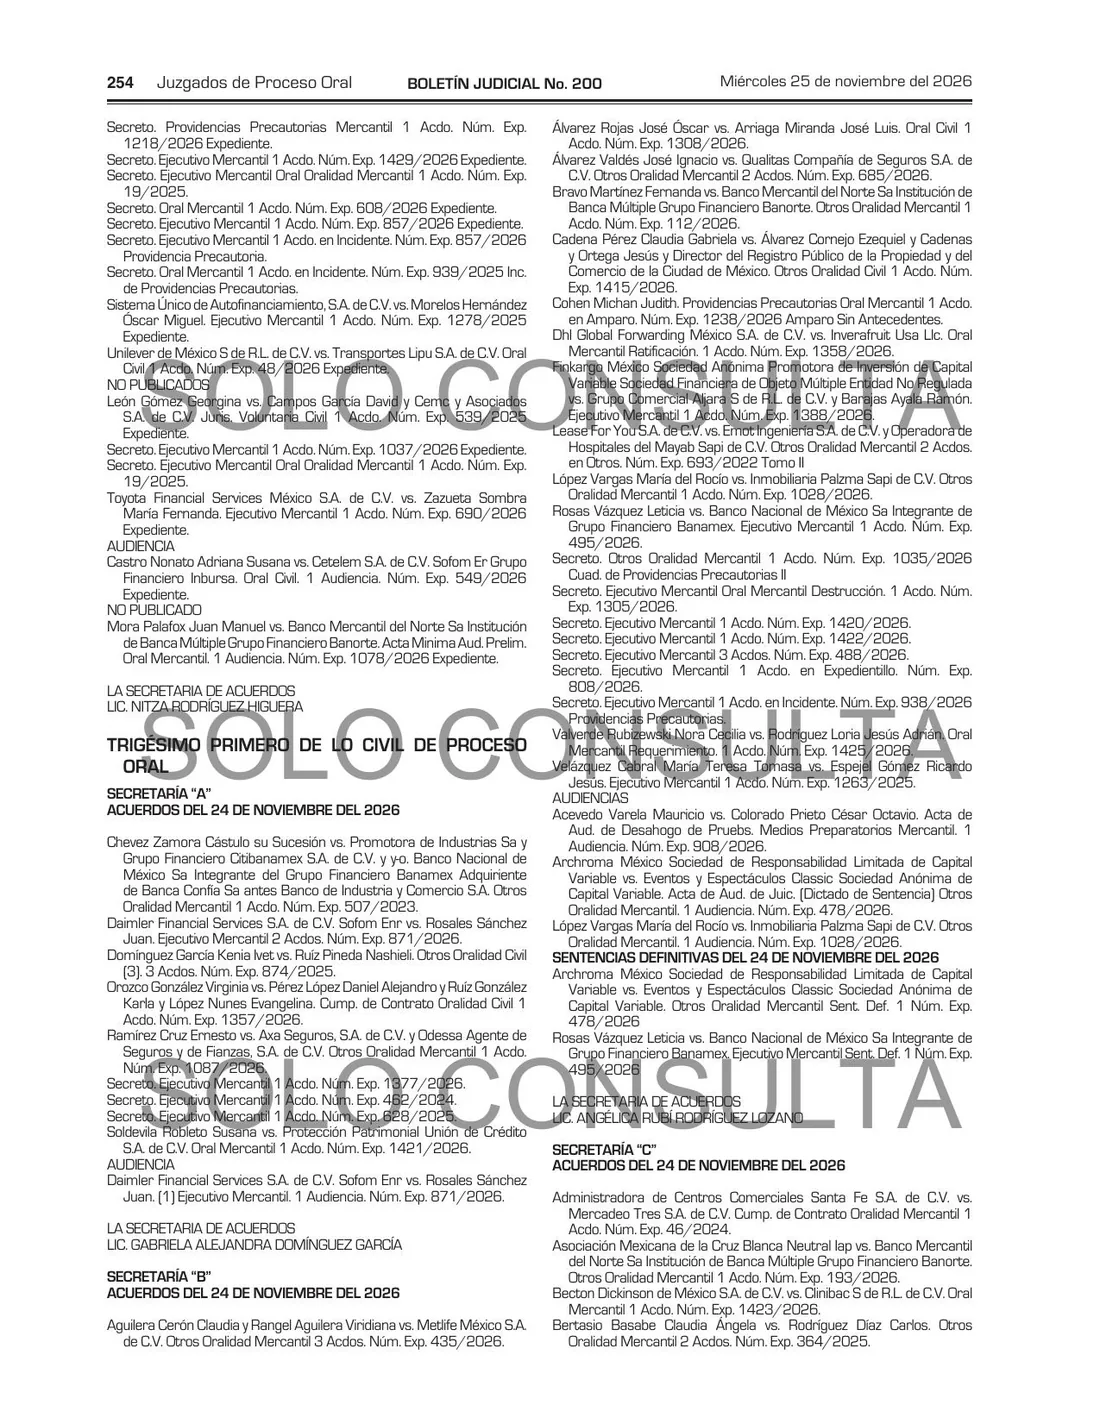 254 Juzgados de Proceso Oral BOLETÍN JUDICIAL No. 200 Miércoles 25 de noviembre del 2026
Secreto. Providencias Precautorias Mercantil 1 Acdo. Núm. Exp.
1218/2026 Expediente.
Secreto. Ejecutivo Mercantil 1 Acdo. Núm. Exp. 1429/2026 Expediente.
Secreto. Ejecutivo Mercantil Oral Oralidad Mercantil 1 Acdo. Núm. Exp.
19/2025.
Secreto. Oral Mercantil 1 Acdo. Núm. Exp. 608/2026 Expediente.
Secreto. Ejecutivo Mercantil 1 Acdo. Núm. Exp. 857/2026 Expediente.
Secreto. Ejecutivo Mercantil 1 Acdo. en Incidente. Núm. Exp. 857/2026
Providencia Precautoria.
Secreto. Oral Mercantil 1 Acdo. en Incidente. Núm. Exp. 939/2025 Inc.
de Providencias Precautorias.
Sistema Único de Autofinanciamiento, S.A. de C.V. vs. Morelos Hernández
Óscar Miguel. Ejecutivo Mercantil 1 Acdo. Núm. Exp. 1278/2025
Expediente.
Unilever de México S de R.L. de C.V. vs. Transportes Lipu S.A. de C.V. Oral
Civil 1 Acdo. Núm. Exp. 48/2026 Expediente.
NO PUBLICADOS
León Gómez Georgina vs. Campos García David y Cemc y Asociados
S.A. de C.V. Juris. Voluntaria Civil 1 Acdo. Núm. Exp. 539/2025
Expediente.
Secreto. Ejecutivo Mercantil 1 Acdo. Núm. Exp. 1037/2026 Expediente.
Secreto. Ejecutivo Mercantil Oral Oralidad Mercantil 1 Acdo. Núm. Exp.
19/2025.
Toyota Financial Services México S.A. de C.V. vs. Zazueta Sombra
María Fernanda. Ejecutivo Mercantil 1 Acdo. Núm. Exp. 690/2026
Expediente.
AUDIENCIA
Castro Nonato Adriana Susana vs. Cetelem S.A. de C.V. Sofom Er Grupo
Financiero Inbursa. Oral Civil. 1 Audiencia. Núm. Exp. 549/2026
Expediente.
NO PUBLICADO
Mora Palafox Juan Manuel vs. Banco Mercantil del Norte Sa Institución
de Banca Múltiple Grupo Financiero Banorte. Acta Minima Aud. Prelim.
Oral Mercantil. 1 Audiencia. Núm. Exp. 1078/2026 Expediente.
LA SECRETARIA DE ACUERDOS
LIC. NITZA RODRÍGUEZ HIGUERA
TRIGÉSIMO PRIMERO DE LO CIVIL DE PROCESO
ORAL
SECRETARÍA “A”
ACUERDOS DEL 24 DE NOVIEMBRE DEL 2026
Chevez Zamora Cástulo su Sucesión vs. Promotora de Industrias Sa y
Grupo Financiero Citibanamex S.A. de C.V. y y-o. Banco Nacional de
México Sa Integrante del Grupo Financiero Banamex Adquiriente
de Banca Confía Sa antes Banco de Industria y Comercio S.A. Otros
Oralidad Mercantil 1 Acdo. Núm. Exp. 507/2023.
Daimler Financial Services S.A. de C.V. Sofom Enr vs. Rosales Sánchez
Juan. Ejecutivo Mercantil 2 Acdos. Núm. Exp. 871/2026.
Domínguez García Kenia Ivet vs. Ruíz Pineda Nashieli. Otros Oralidad Civil
(3). 3 Acdos. Núm. Exp. 874/2025.
Orozco González Virginia vs. Pérez López Daniel Alejandro y Ruíz González
Karla y López Nunes Evangelina. Cump. de Contrato Oralidad Civil 1
Acdo. Núm. Exp. 1357/2026.
Ramírez Cruz Ernesto vs. Axa Seguros, S.A. de C.V. y Odessa Agente de
Seguros y de Fianzas, S.A. de C.V. Otros Oralidad Mercantil 1 Acdo.
Núm. Exp. 1087/2026.
Secreto. Ejecutivo Mercantil 1 Acdo. Núm. Exp. 1377/2026.
Secreto. Ejecutivo Mercantil 1 Acdo. Núm. Exp. 462/2024.
Secreto. Ejecutivo Mercantil 1 Acdo. Núm. Exp. 628/2025.
Soldevila Robleto Susana vs. Protección Patrimonial Unión de Crédito
S.A. de C.V. Oral Mercantil 1 Acdo. Núm. Exp. 1421/2026.
AUDIENCIA
Daimler Financial Services S.A. de C.V. Sofom Enr vs. Rosales Sánchez
Juan. (1) Ejecutivo Mercantil. 1 Audiencia. Núm. Exp. 871/2026.
LA SECRETARIA DE ACUERDOS
LIC. GABRIELA ALEJANDRA DOMÍNGUEZ GARCÍA
SECRETARÍA “B”
ACUERDOS DEL 24 DE NOVIEMBRE DEL 2026
Aguilera Cerón Claudia y Rangel Aguilera Viridiana vs. Metlife México S.A.
de C.V. Otros Oralidad Mercantil 3 Acdos. Núm. Exp. 435/2026.
Álvarez Rojas José Óscar vs. Arriaga Miranda José Luis. Oral Civil 1
Acdo. Núm. Exp. 1308/2026.
Álvarez Valdés José Ignacio vs. Qualitas Compañía de Seguros S.A. de
C.V. Otros Oralidad Mercantil 2 Acdos. Núm. Exp. 685/2026.
Bravo Martínez Fernanda vs. Banco Mercantil del Norte Sa Institución de
Banca Múltiple Grupo Financiero Banorte. Otros Oralidad Mercantil 1
Acdo. Núm. Exp. 112/2026.
Cadena Pérez Claudia Gabriela vs. Álvarez Cornejo Ezequiel y Cadenas
y Ortega Jesús y Director del Registro Público de la Propiedad y del
Comercio de la Ciudad de México. Otros Oralidad Civil 1 Acdo. Núm.
Exp. 1415/2026.
Cohen Michan Judith. Providencias Precautorias Oral Mercantil 1 Acdo.
en Amparo. Núm. Exp. 1238/2026 Amparo Sin Antecedentes.
Dhl Global Forwarding México S.A. de C.V. vs. Inverafruit Usa Llc. Oral
Mercantil Ratificación. 1 Acdo. Núm. Exp. 1358/2026.
Finkargo México Sociedad Anónima Promotora de Inversión de Capital
Variable Sociedad Financiera de Objeto Múltiple Entidad No Regulada
vs. Grupo Comercial Aljara S de R.L. de C.V. y Barajas Ayala Ramón.
Ejecutivo Mercantil 1 Acdo. Núm. Exp. 1388/2026.
Lease For You S.A. de C.V. vs. Emot Ingeniería S.A. de C.V. y Operadora de
Hospitales del Mayab Sapi de C.V. Otros Oralidad Mercantil 2 Acdos.
en Otros. Núm. Exp. 693/2022 Tomo II
López Vargas María del Rocío vs. Inmobiliaria Palzma Sapi de C.V. Otros
Oralidad Mercantil 1 Acdo. Núm. Exp. 1028/2026.
Rosas Vázquez Leticia vs. Banco Nacional de México Sa Integrante de
Grupo Financiero Banamex. Ejecutivo Mercantil 1 Acdo. Núm. Exp.
495/2026.
Secreto. Otros Oralidad Mercantil 1 Acdo. Núm. Exp. 1035/2026
Cuad. de Providencias Precautorias II
Secreto. Ejecutivo Mercantil Oral Mercantil Destrucción. 1 Acdo. Núm.
Exp. 1305/2026.
Secreto. Ejecutivo Mercantil 1 Acdo. Núm. Exp. 1420/2026.
Secreto. Ejecutivo Mercantil 1 Acdo. Núm. Exp. 1422/2026.
Secreto. Ejecutivo Mercantil 3 Acdos. Núm. Exp. 488/2026.
Secreto. Ejecutivo Mercantil 1 Acdo. en Expedientillo. Núm. Exp.
808/2026.
Secreto. Ejecutivo Mercantil 1 Acdo. en Incidente. Núm. Exp. 938/2026
Providencias Precautorias.
Valverde Rubizewski Nora Cecilia vs. Rodríguez Loria Jesús Adrián. Oral
Mercantil Requerimiento. 1 Acdo. Núm. Exp. 1425/2026.
Velázquez Cabral María Teresa Tomasa vs. Espejel Gómez Ricardo
Jesús. Ejecutivo Mercantil 1 Acdo. Núm. Exp. 1263/2025.
AUDIENCIAS
Acevedo Varela Mauricio vs. Colorado Prieto César Octavio. Acta de
Aud. de Desahogo de Pruebs. Medios Preparatorios Mercantil. 1
Audiencia. Núm. Exp. 908/2026.
Archroma México Sociedad de Responsabilidad Limitada de Capital
Variable vs. Eventos y Espectáculos Classic Sociedad Anónima de
Capital Variable. Acta de Aud. de Juic. (Dictado de Sentencia) Otros
Oralidad Mercantil. 1 Audiencia. Núm. Exp. 478/2026.
López Vargas María del Rocío vs. Inmobiliaria Palzma Sapi de C.V. Otros
Oralidad Mercantil. 1 Audiencia. Núm. Exp. 1028/2026.
SENTENCIAS DEFINITIVAS DEL 24 DE NOVIEMBRE DEL 2026
Archroma México Sociedad de Responsabilidad Limitada de Capital
Variable vs. Eventos y Espectáculos Classic Sociedad Anónima de
Capital Variable. Otros Oralidad Mercantil Sent. Def. 1 Núm. Exp.
478/2026
Rosas Vázquez Leticia vs. Banco Nacional de México Sa Integrante de
Grupo Financiero Banamex. Ejecutivo Mercantil Sent. Def. 1 Núm. Exp.
495/2026
LA SECRETARIA DE ACUERDOS
LIC. ANGÉLICA RUBÍ RODRÍGUEZ LOZANO
SECRETARÍA “C”
ACUERDOS DEL 24 DE NOVIEMBRE DEL 2026
Administradora de Centros Comerciales Santa Fe S.A. de C.V. vs.
Mercadeo Tres S.A. de C.V. Cump. de Contrato Oralidad Mercantil 1
Acdo. Núm. Exp. 46/2024.
Asociación Mexicana de la Cruz Blanca Neutral Iap vs. Banco Mercantil
del Norte Sa Institución de Banca Múltiple Grupo Financiero Banorte.
Otros Oralidad Mercantil 1 Acdo. Núm. Exp. 193/2026.
Becton Dickinson de México S.A. de C.V. vs. Clinibac S de R.L. de C.V. Oral
Mercantil 1 Acdo. Núm. Exp. 1423/2026.
Bertasio Basabe Claudia Ángela vs. Rodríguez Díaz Carlos. Otros
Oralidad Mercantil 2 Acdos. Núm. Exp. 364/2025.
SOLO CONSULTA
SOLO CONSULTA
SOLO CONSULTA